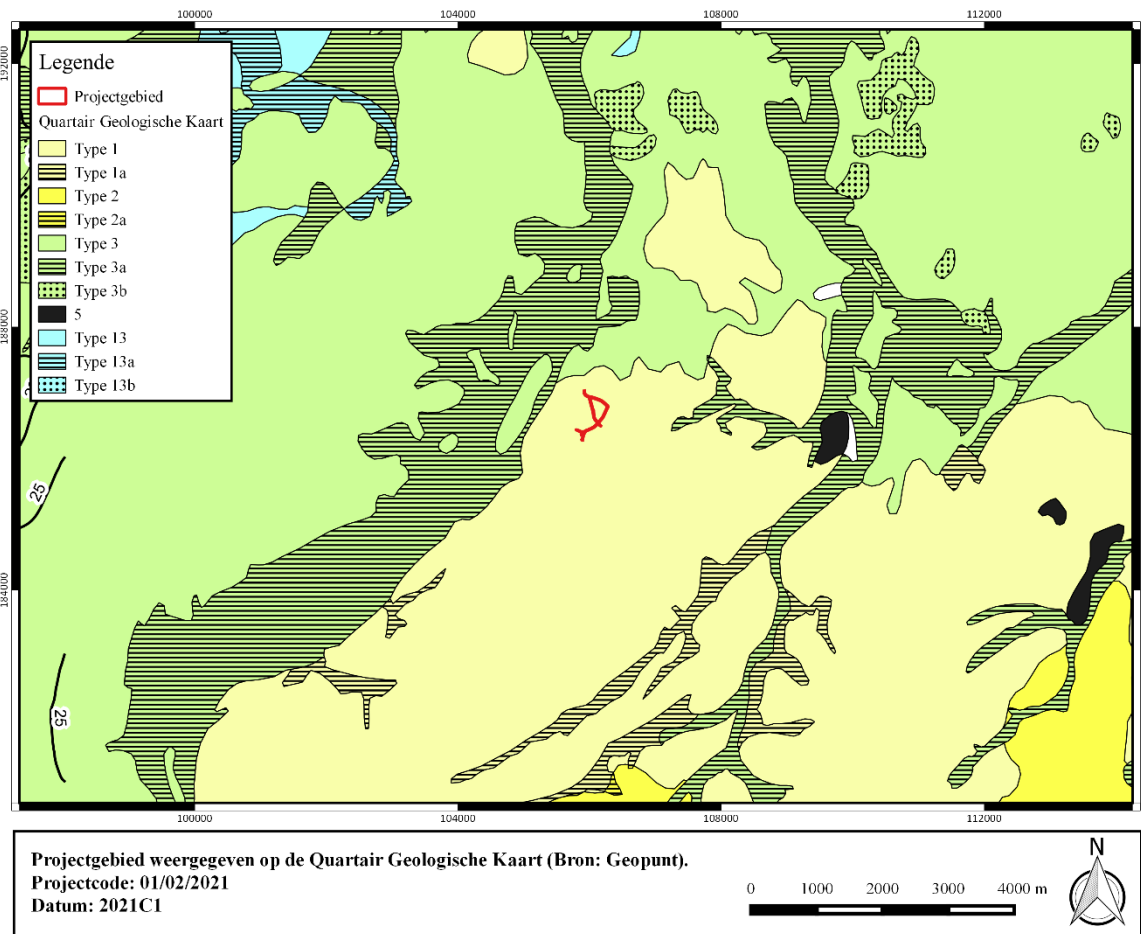 100000 104000 108000 112000
192000
188000
184000
Legende
Projectgebied
Quartair Geologische Kaart
Type 1
Type 1a
Type 2
Type 2a
Type 3
Type 3a
Type 3b
5
Type 13
Type 13a
Type 13b
25
25
100000 104000 108000 112000
Projectgebied weergegeven op de Quartair Geologische Kaart (Bron: Geopunt).
Projectcode: 01/02/2021
Datum: 2021C1
0 1000 2000 3000 4000 m
N